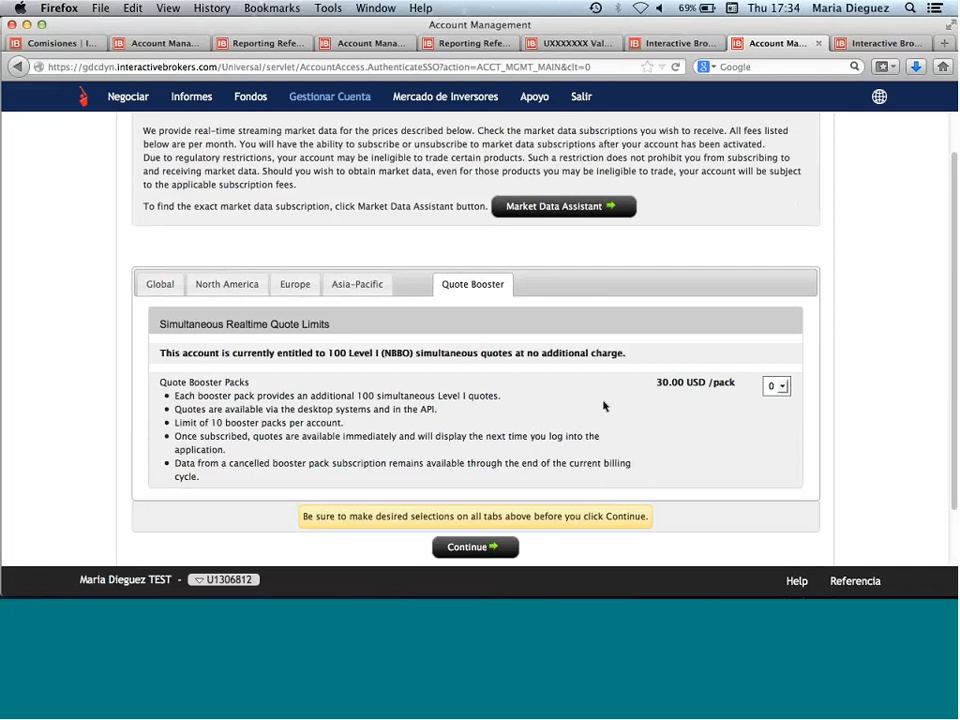 Firefox File Edit View History Bookmarks Tools Window Help 69% Thu 17:34 Maria Dieguez
Account Management
IB Comisiones | I... IB Account Mana... IB Reporting Refe... IB Account Mana... IB Reporting Refe... IB UXXXXXXX Val... IB Interactive Bro... IB Account Ma... × IB Interactive Bro... +
https://gdcdyn.interactivebrokers.com/Universal/servlet/AccountAccess.AuthenticateSSO?action=ACCT_MGMT_MAIN&clt=0 Google
Negociar Informes Fondos Gestionar Cuenta Mercado de Inversores Apoyo Salir
We provide real-time streaming market data for the prices described below. Check the market data subscriptions you wish to receive. All fees listed
below are per month. You will have the ability to subscribe or unsubscribe to market data subscriptions after your account has been activated.
Due to regulatory restrictions, your account may be ineligible to trade certain products. Such a restriction does not prohibit you from subscribing to
and receiving market data. Should you wish to obtain market data, even for those products you may be ineligible to trade, your account will be subject
to the applicable subscription fees.
To find the exact market data subscription, click Market Data Assistant button. Market Data Assistant
Global North America Europe Asia-Pacific Quote Booster
Simultaneous Realtime Quote Limits
This account is currently entitled to 100 Level I (NBBO) simultaneous quotes at no additional charge.
Quote Booster Packs 30.00 USD /pack 0
• Each booster pack provides an additional 100 simultaneous Level I quotes.
• Quotes are available via the desktop systems and in the API.
• Limit of 10 booster packs per account.
• Once subscribed, quotes are available immediately and will display the next time you log into the
application.
• Data from a cancelled booster pack subscription remains available through the end of the current billing
cycle.
Be sure to make desired selections on all tabs above before you click Continue.
Continue
Maria Dieguez TEST - U1306812 Help Referencia